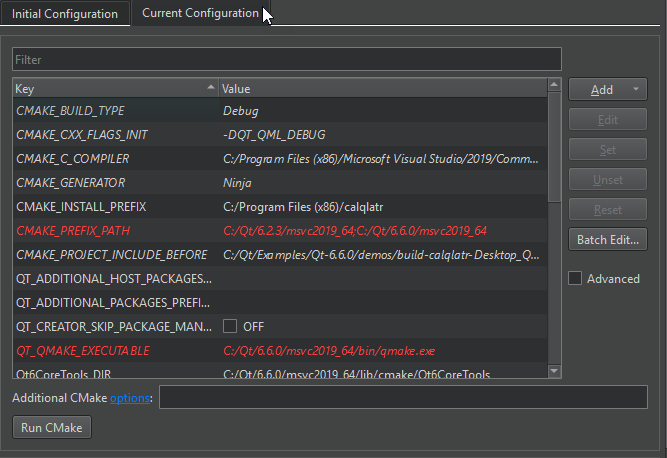 Initial Configuration Current Configuration
Filter
Key Value
CMAKE_BUILD_TYPE Debug
CMAKE_CXX_FLAGS_INIT -DQT_QML_DEBUG
CMAKE_C_COMPILER C:/Program Files (x86)/Microsoft Visual Studio/2019/Comm...
CMAKE_GENERATOR Ninja
CMAKE_INSTALL_PREFIX C:/Program Files (x86)/calqlatr
CMAKE_PREFIX_PATH C:/Qt/6.2.3/msvc2019_64;C:/Qt/6.6.0/msvc2019_64
CMAKE_PROJECT_INCLUDE_BEFORE C:/Qt/Examples/Qt-6.6.0/demos/build-calqlatr-Desktop_Q...
QT_ADDITIONAL_HOST_PACKAGES...
QT_ADDITIONAL_PACKAGES_PREFI...
QT_CREATOR_SKIP_PACKAGE_MAN... OFF
QT_QMAKE_EXECUTABLE C:/Qt/6.6.0/msvc2019_64/bin/qmake.exe
Qt6CoreTools_DIR C:/Qt/6.6.0/msvc2019_64/lib/cmake/Qt6CoreTools
Add
Edit
Set
Unset
Reset
Batch Edit...
Advanced
Additional CMake options:
Run CMake